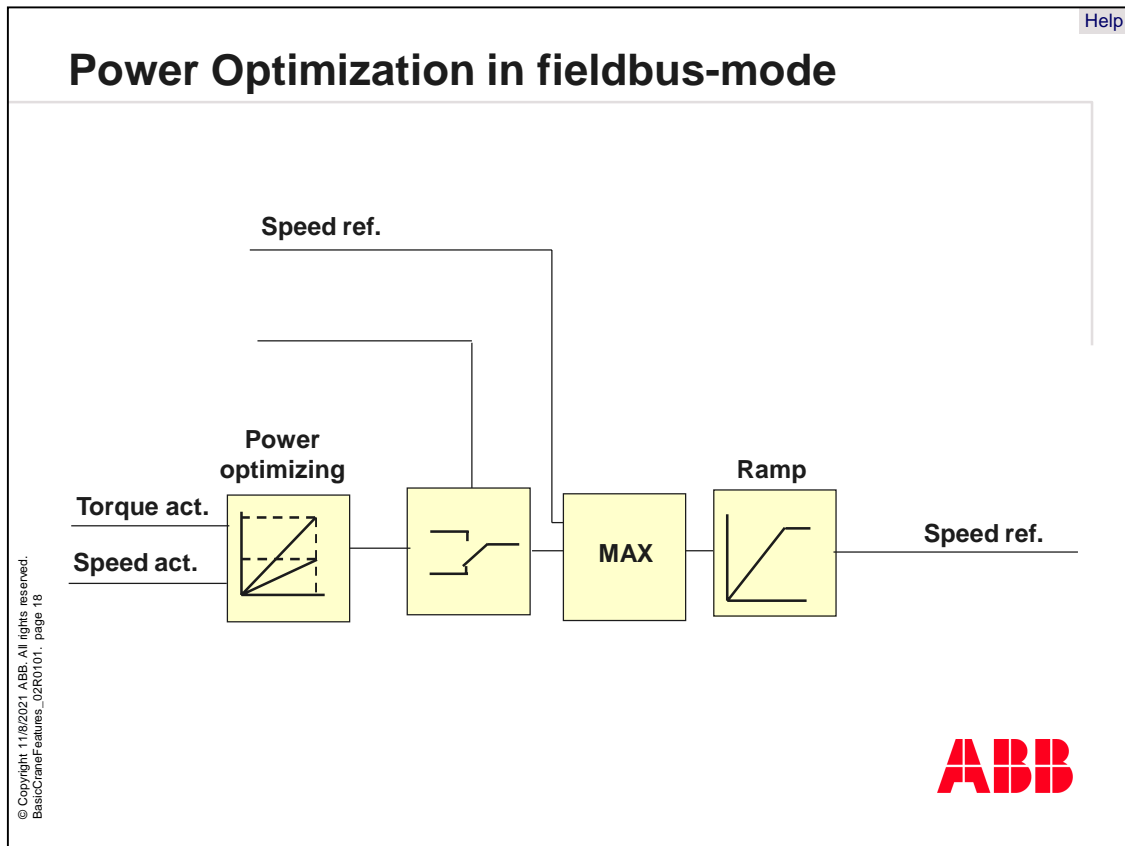 Help
Power Optimization in fieldbus-mode
Speed ref.
Power
optimizing
Ramp
Torque act.
Speed act.
MAX
Speed ref.
© Copyright 11/8/2021 ABB. All rights reserved.
BasicCraneFeatures_02R0101. page 18
ABB